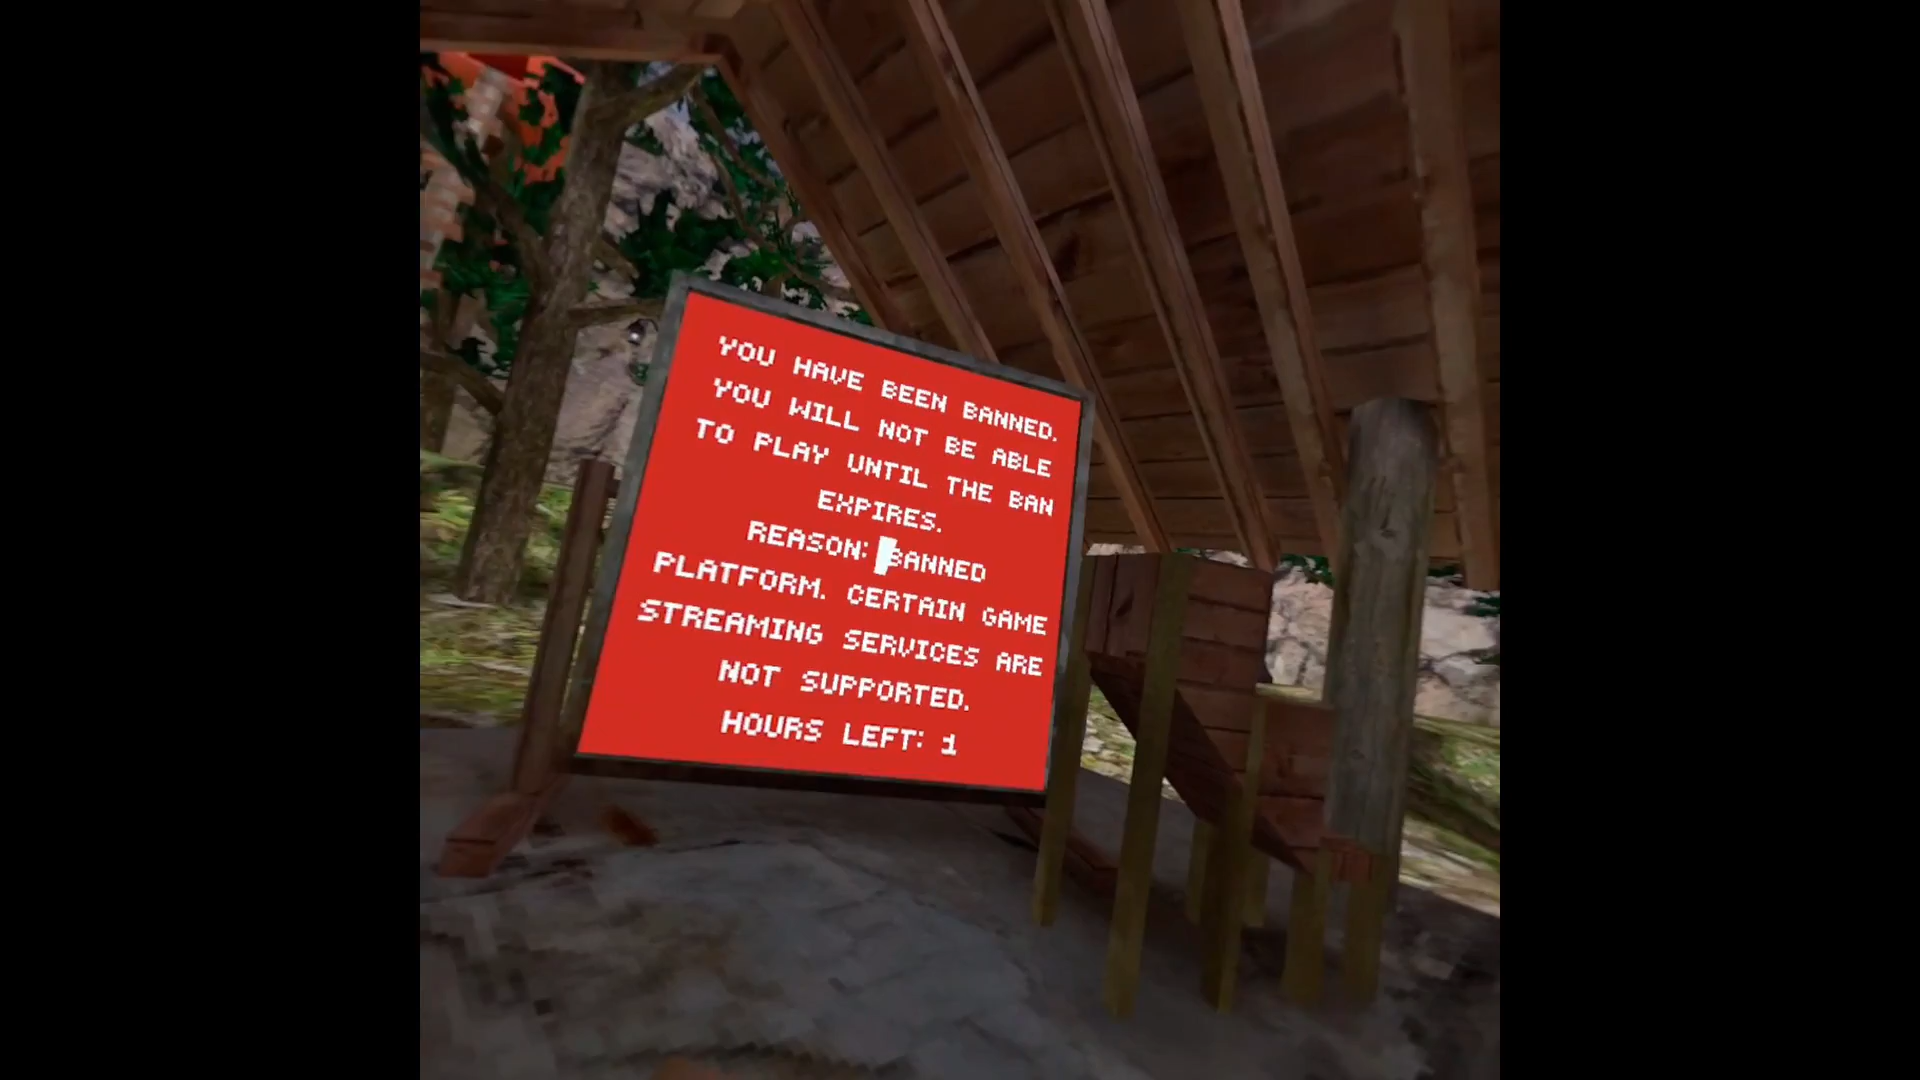 YOU HAVE BEEN BANNED.
YOU WILL NOT BE ABLE
TO PLAY UNTIL THE BAN
EXPIRES.
REASON: BANNED
PLATFORM. CERTAIN GAME
STREAMING SERVICES ARE
NOT SUPPORTED.
HOURS LEFT: 1